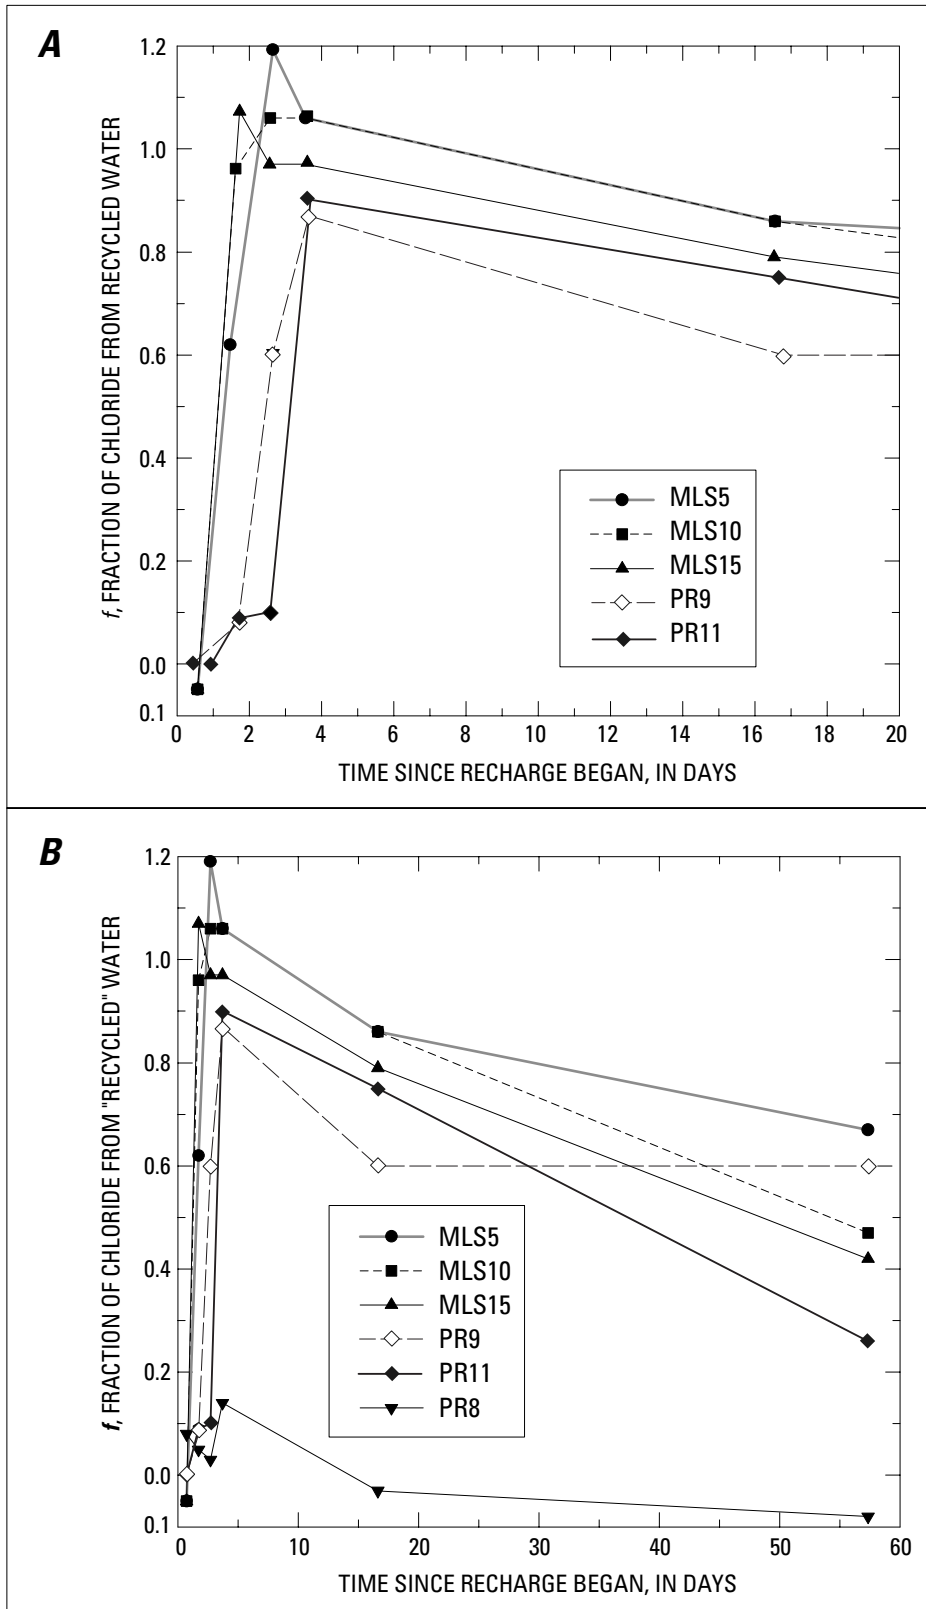 A
f, FRACTION OF CHLORIDE FROM RECYCLED WATER
1.2
1.0
0.8
0.6
0.4
0.2
0.0
0.1
MLS5
MLS10
MLS15
PR9
PR11
0 2 4 6 8 10 12 14 16 18 20
TIME SINCE RECHARGE BEGAN, IN DAYS
B
f, FRACTION OF CHLORIDE FROM "RECYCLED" WATER
1.2
1.0
0.8
0.6
0.4
0.2
0.0
0.1
MLS5
MLS10
MLS15
PR9
PR11
PR8
0 10 20 30 40 50 60
TIME SINCE RECHARGE BEGAN, IN DAYS